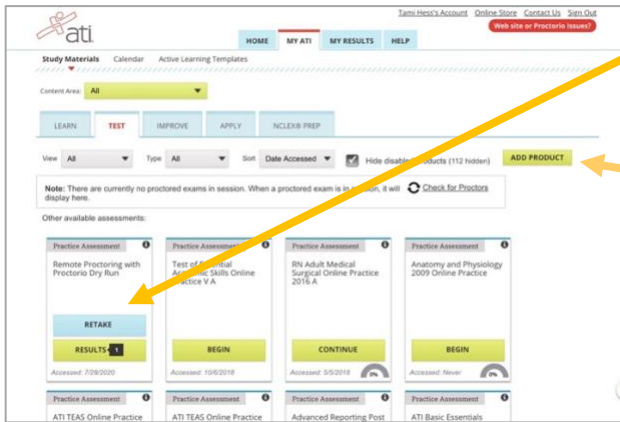 Tami Hess's Account Online Store Contact Us Sign Out
Web site or Proctorio Issues?
ati
HOME MY ATI MY RESULTS HELP
Study Materials Calendar Active Learning Templates
Content Area: All
LEARN TEST IMPROVE APPLY NCLEX® PREP
View All Type All Sort Date Accessed Hide (112 hidden) ADD PRODUCT
Note: There are currently no proctored exams in session. When a proctored exam is in it will Check for Proctors
display here.
Other available assessments:
Practice Assessment Practice Assessment Practice Assessment Practice Assessment
Remote Proctoring with Test of RN Adult Medical Anatomy and Physiology
Proctorio Dry Run Skills Online Surgical Online Practice 2009 Online Practice
V A 2016 A
RETAKE
RESULTS 1 BEGIN CONTINUE BEGIN
Accessed: 7/29/2020 Accessed: 10/6/2018 Accessed: 5/5/2019 0% Accessed: Never 0%
Practice Assessment Practice Assessment Practice Assessment Practice Assessment
ATI TEAS Online Practice ATI TEAS Online Practice Advanced Reporting Post ATI Basic Essentials